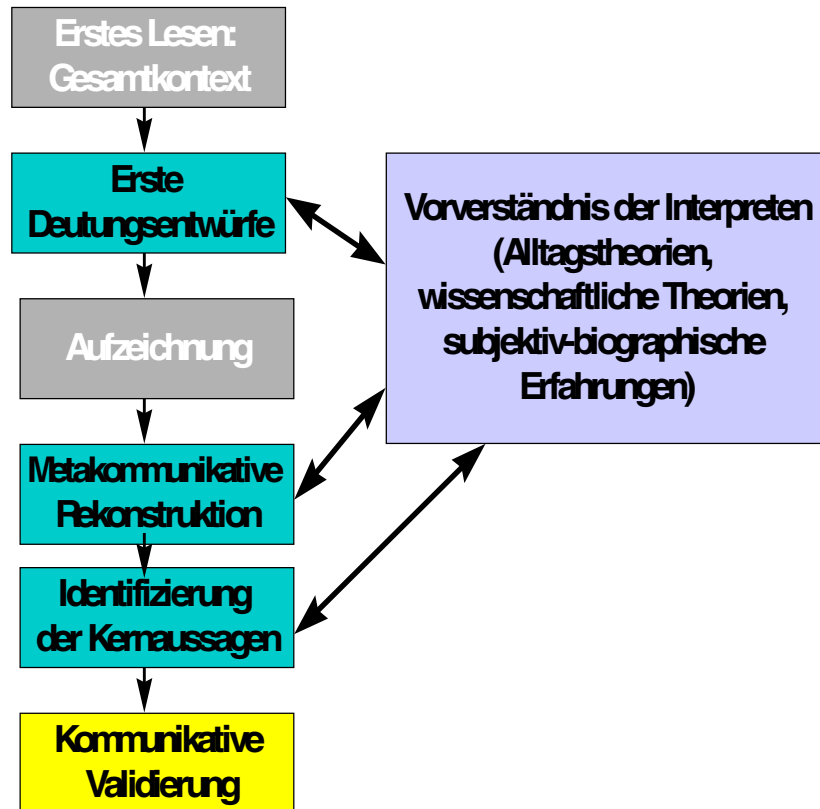 Erstes Lesen:
Gesamtkontext
Erste
Deutungsentwürfe
Vorverständnis der Interpreten
(Alltagstheorien,
wissenschaftliche Theorien,
subjektiv-biographische
Erfahrungen)
Aufzeichnung
Metakommunikative
Rekonstruktion
Identifizierung
der Kernaussagen
Kommunikative
Validierung